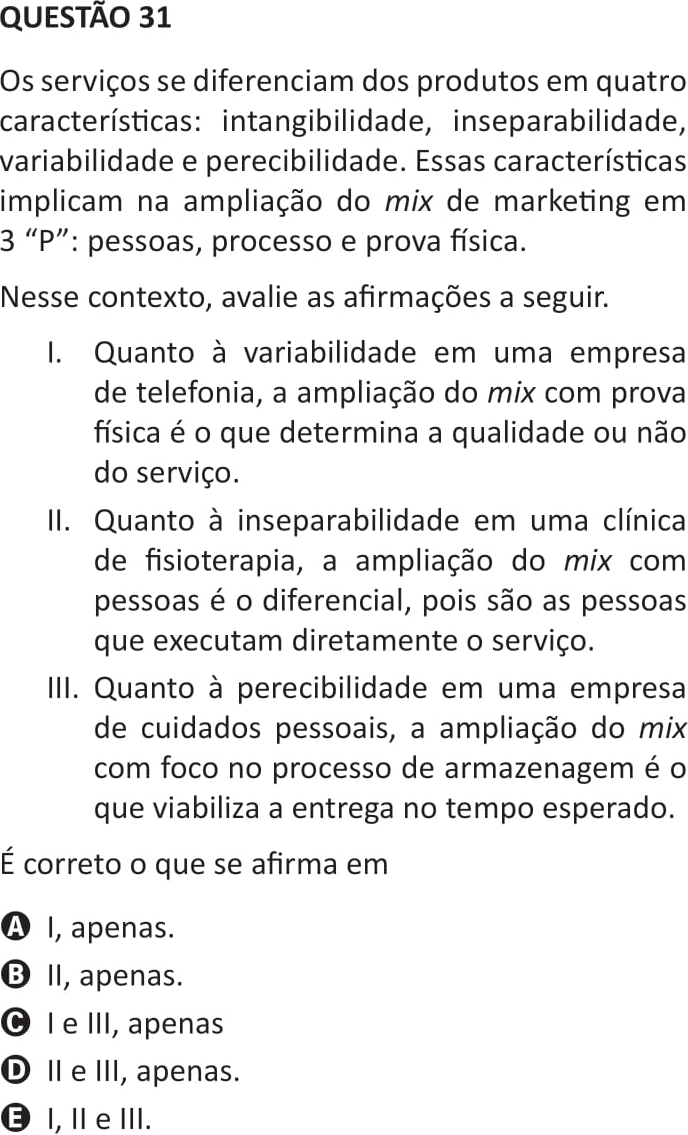 QUESTÃO 31
Os serviços se diferenciam dos produtos em quatro
características: intangibilidade, inseparabilidade,
variabilidade e perecibilidade. Essas características
implicam na ampliação do mix de marketing em
3 “P”: pessoas, processo e prova física.
Nesse contexto, avalie as afirmações a seguir.
I. Quanto à variabilidade em uma empresa
de telefonia, a ampliação do mix com prova
física é o que determina a qualidade ou não
do serviço.
II. Quanto à inseparabilidade em uma clínica
de fisioterapia, a ampliação do mix com
pessoas é o diferencial, pois são as pessoas
que executam diretamente o serviço.
III. Quanto à perecibilidade em uma empresa
de cuidados pessoais, a ampliação do mix
com foco no processo de armazenagem é o
que viabiliza a entrega no tempo esperado.
É correto o que se afirma em
A I, apenas.
B II, apenas.
C I e III, apenas
D II e III, apenas.
E I, II e III.